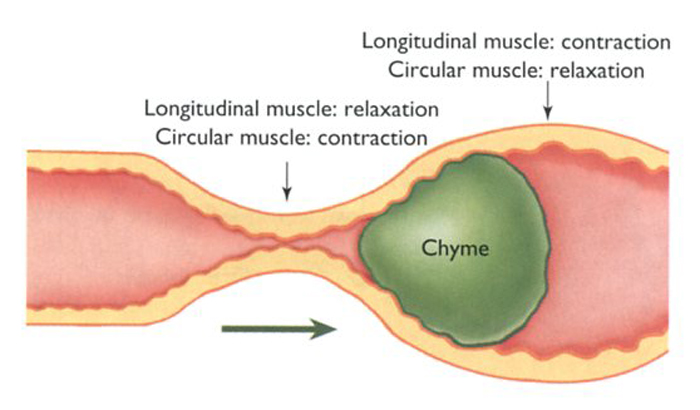 Longitudinal muscle: contraction
Circular muscle: relaxation
Longitudinal muscle: relaxation
Circular muscle: contraction
Chyme